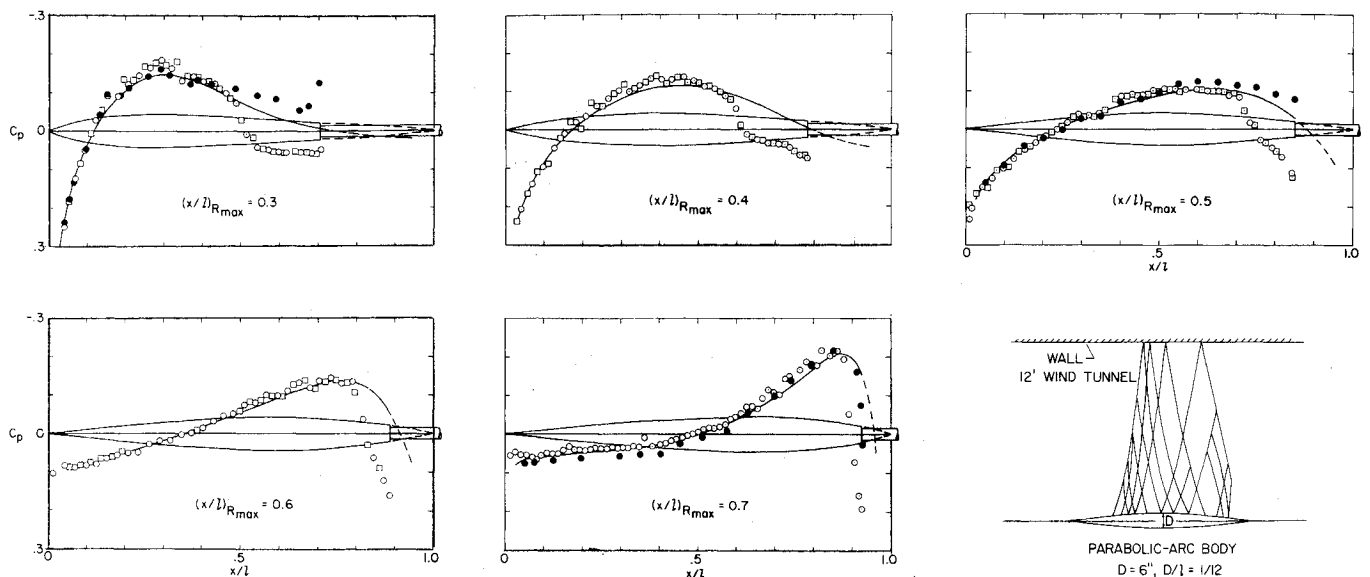 -.3
Cp
0
.3
(x/l)Rmax = 0.3
(x/l)Rmax = 0.4
(x/l)Rmax = 0.5
0
.5
1.0
x/l
-.3
Cp
0
.3
(x/l)Rmax = 0.6
0
.5
1.0
x/l
(x/l)Rmax = 0.7
0
.5
1.0
x/l
WALL
12' WIND TUNNEL
D
PARABOLIC-ARC BODY
D = 6", D/l = 1/12